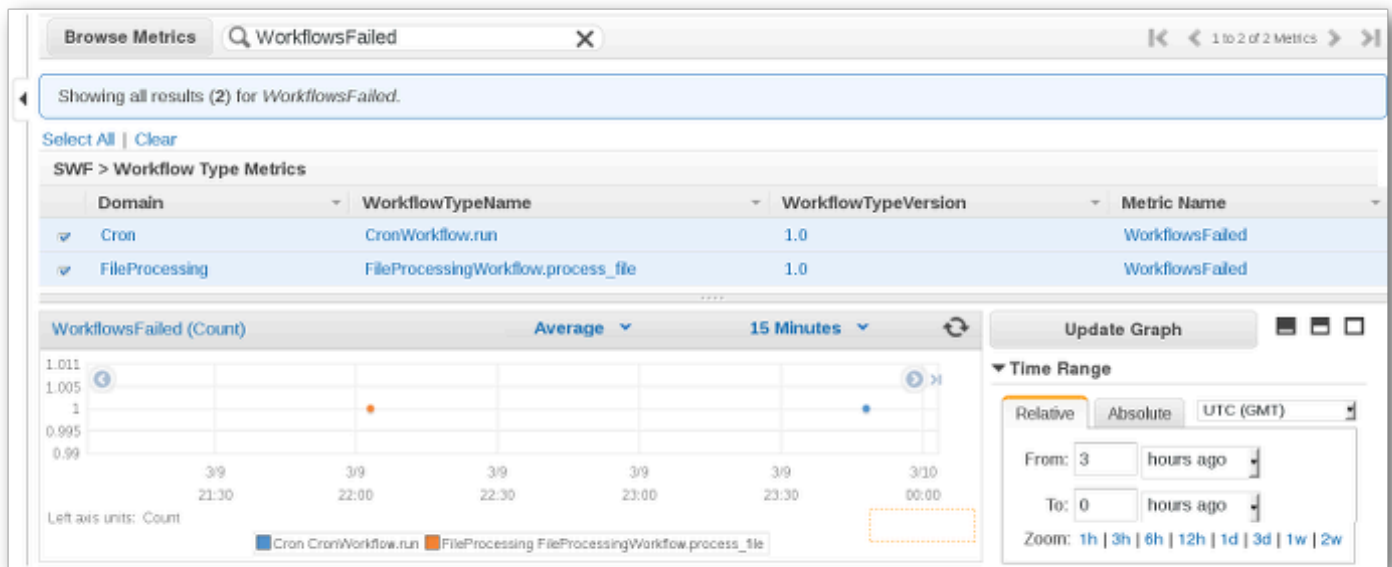 Browse Metrics WorkflowsFailed 1 to 2 of 2 Metrics
Showing all results (2) for WorkflowsFailed.
Select All | Clear
SWF > Workflow Type Metrics
Domain WorkflowTypeName WorkflowTypeVersion Metric Name
Cron CronWorkflow.run 1.0 WorkflowsFailed
FileProcessing FileProcessingWorkflow.process_file 1.0 WorkflowsFailed
WorkflowsFailed (Count) Average 15 Minutes
1.011
1.005
1
0.995
0.99
3/9 3/9 3/9 3/9 3/9 3/10
21:30 22:00 22:30 23:00 23:30 00:00
Left axis units: Count
Cron CronWorkflow.run FileProcessing FileProcessingWorkflow.process_file
Update Graph
Time Range
Relative Absolute UTC (GMT)
From: 3 hours ago
To: 0 hours ago
Zoom: 1h | 3h | 6h | 12h | 1d | 3d | 1w | 2w